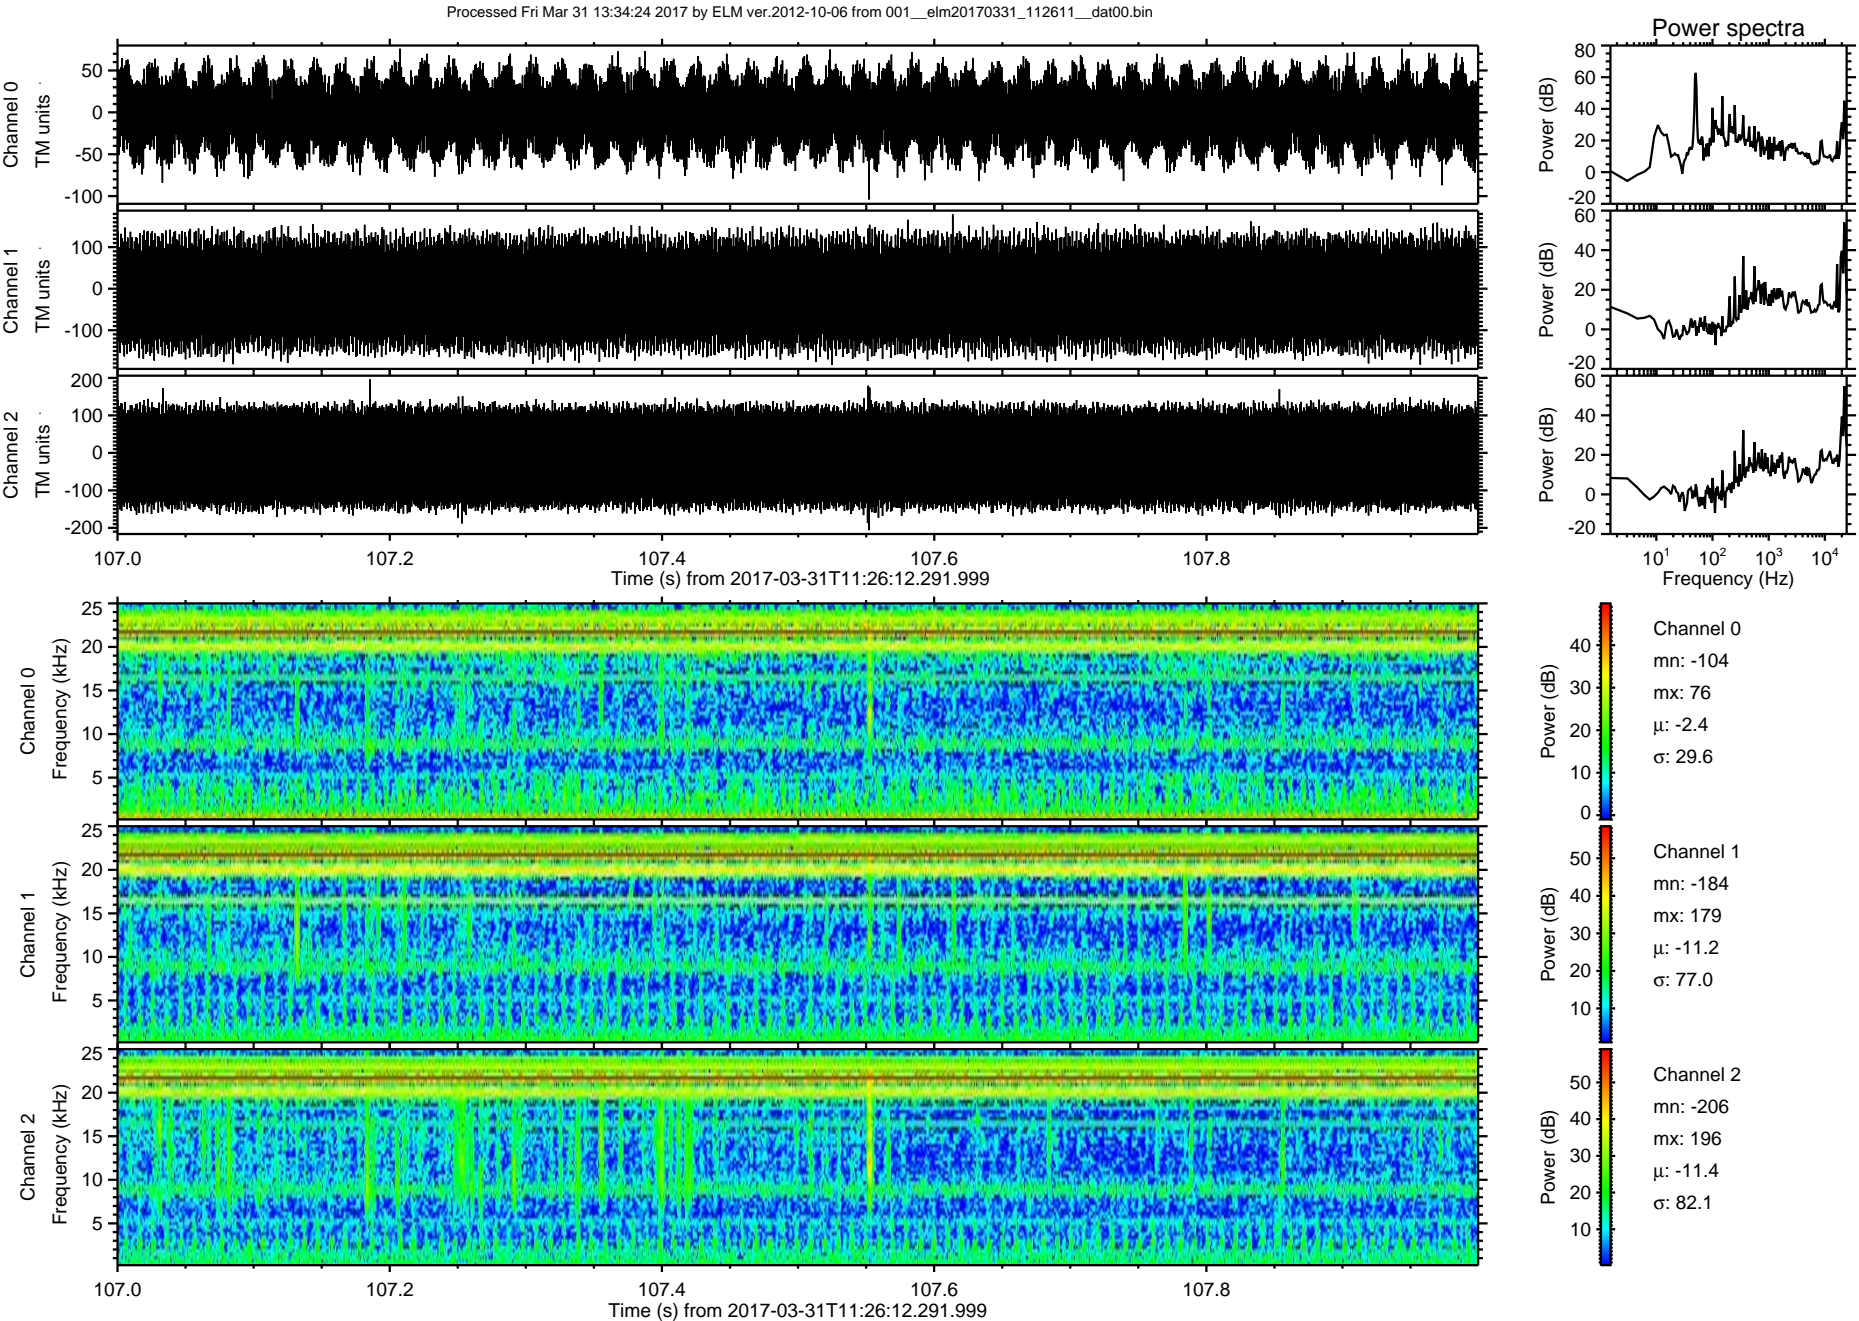 Processed Fri Mar 31 13:34:24 2017 by ELM ver.2012-10-06 from 001__elm20170331_112611__dat00.bin
Power spectra
Channel 0
TM units
50
0
-50
-100
Power (dB)
80
60
40
20
0
-20
Channel 1
TM units
100
0
-100
Power (dB)
60
40
20
0
-20
Channel 2
TM units
200
100
0
-100
-200
Power (dB)
60
40
20
0
-20
107.0 107.2 107.4 107.6 107.8
Time (s) from 2017-03-31T11:26:12.291.999
10^1 10^2 10^3 10^4
Frequency (Hz)
Channel 0
Frequency (kHz)
25
20
15
10
5
Power (dB)
40
30
20
10
0
Channel 0
mn: -104
mx: 76
μ: -2.4
σ: 29.6
Channel 1
Frequency (kHz)
25
20
15
10
5
Power (dB)
50
40
30
20
10
Channel 1
mn: -184
mx: 179
μ: -11.2
σ: 77.0
Channel 2
Frequency (kHz)
25
20
15
10
5
Power (dB)
50
40
30
20
10
Channel 2
mn: -206
mx: 196
μ: -11.4
σ: 82.1
107.0 107.2 107.4 107.6 107.8
Time (s) from 2017-03-31T11:26:12.291.999